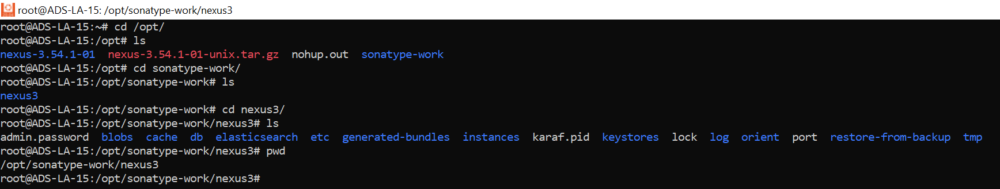 root@ADS-LA-15: /opt/sonatype-work/nexus3
root@ADS-LA-15:~# cd /opt/
root@ADS-LA-15:/opt# ls
nexus-3.54.1-01  nexus-3.54.1-01-unix.tar.gz  nohup.out  sonatype-work
root@ADS-LA-15:/opt# cd sonatype-work/
root@ADS-LA-15:/opt/sonatype-work# ls
nexus3
root@ADS-LA-15:/opt/sonatype-work# cd nexus3/
root@ADS-LA-15:/opt/sonatype-work/nexus3# ls
admin.password  blobs  cache  db  elasticsearch  etc  generated-bundles  instances  karaf.pid  keystores  lock  log  orient  port  restore-from-backup  tmp
root@ADS-LA-15:/opt/sonatype-work/nexus3# pwd
/opt/sonatype-work/nexus3
root@ADS-LA-15:/opt/sonatype-work/nexus3#